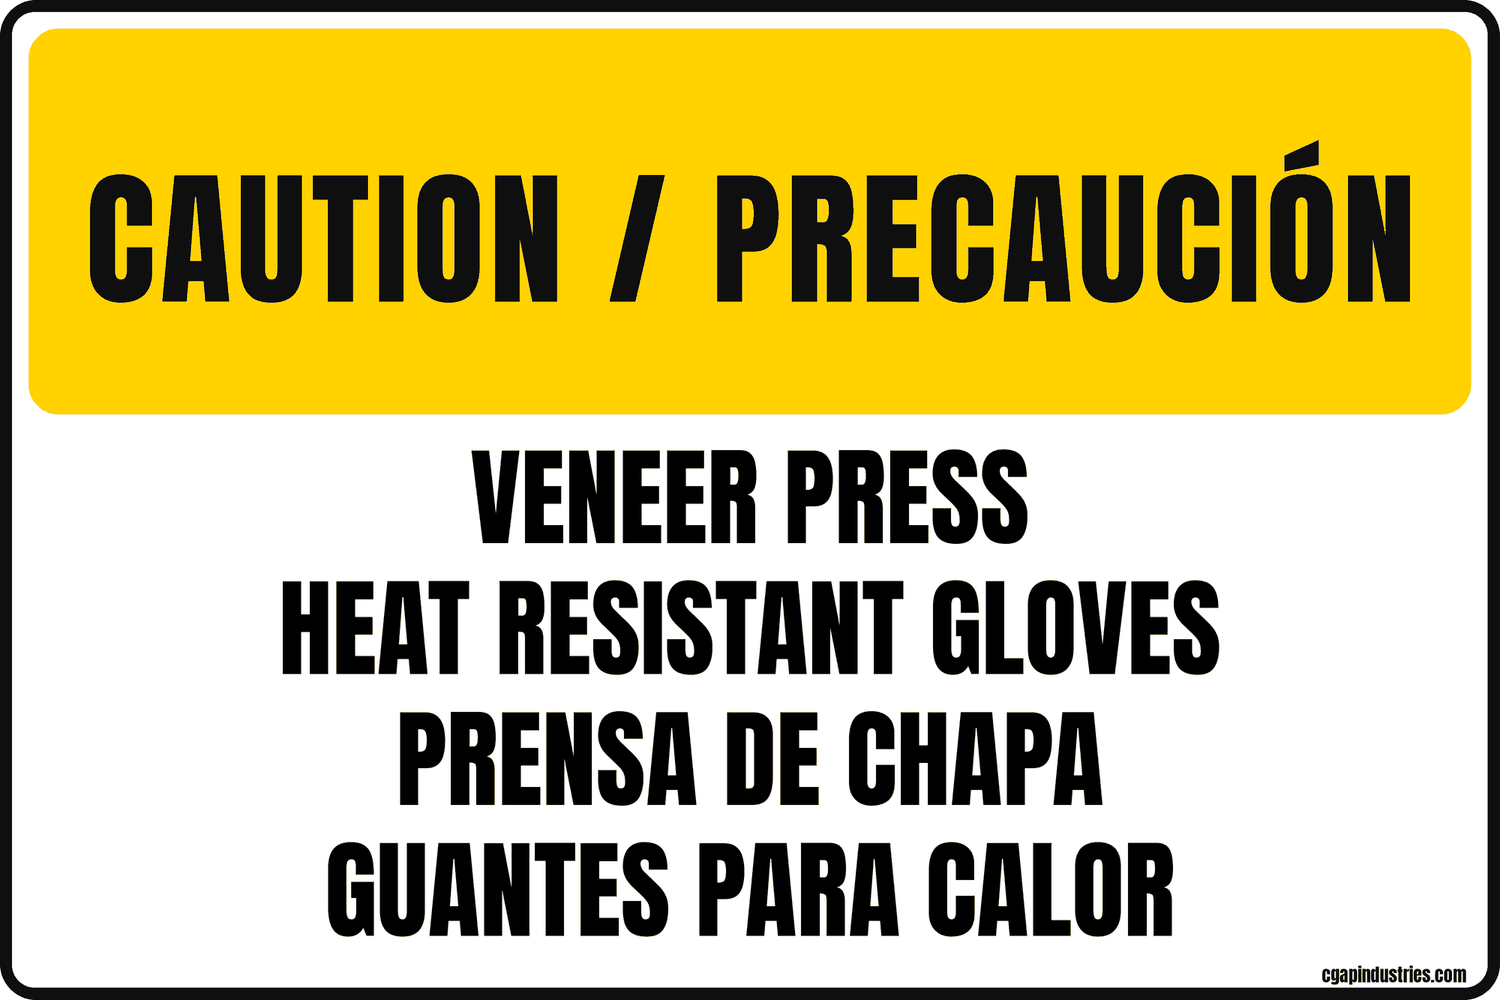 CAUTION / PRECAUCIÓN
VENEER PRESS
HEAT RESISTANT GLOVES
PRENSA DE CHAPA
GUANTES PARA CALOR
cgapindustries.com